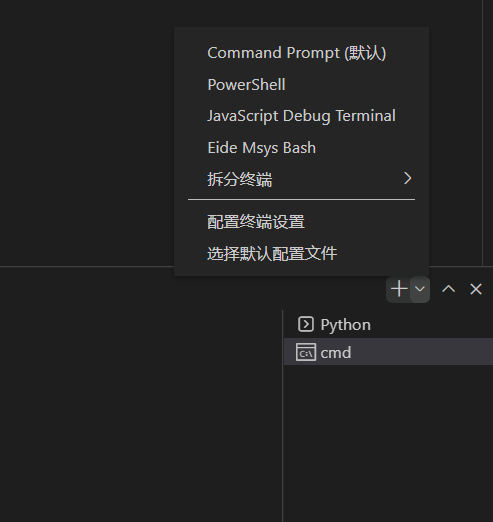 Command Prompt (默认)
PowerShell
JavaScript Debug Terminal
Eide Msys Bash
拆分终端
配置终端设置
选择默认配置文件
Python
cmd